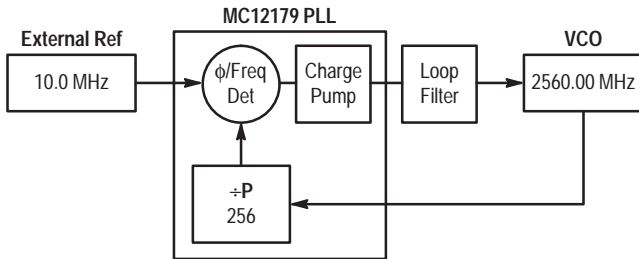 MC12179 PLL
External Ref
VCO
10.0 MHz
ϕ/Freq
Det
Charge
Pump
Loop
Filter
2560.00 MHz
÷P
256